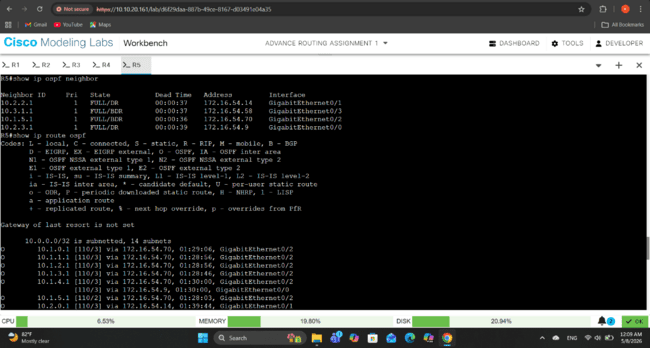 Not secure https://10.10.20.161/lab/d6f29daa-887b-49ce-8167-d03491e04a35
Gmail YouTube Maps All Bookmarks
Cisco Modeling Labs Workbench ADVANCE ROUTING ASSIGNMENT 1 DASHBOARD TOOLS DEVELOPER
R1 R2 R3 R4 R5
R5#show ip ospf neighbor
Neighbor ID Pri State Dead Time Address Interface
10.2.2.1 1 FULL/DR 00:00:37 172.16.54.14 GigabitEthernet0/1
10.3.1.1 1 FULL/BDR 00:00:37 172.16.54.58 GigabitEthernet0/3
10.1.5.1 1 FULL/BDR 00:00:36 172.16.54.70 GigabitEthernet0/2
10.2.3.1 1 FULL/DR 00:00:39 172.16.54.9 GigabitEthernet0/0
R5#show ip route ospf
Codes: L - local, C - connected, S - static, R - RIP, M - mobile, B - BGP
D - EIGRP, EX - EIGRP external, O - OSPF, IA - OSPF inter area
N1 - OSPF NSSA external type 1, N2 - OSPF NSSA external type 2
E1 - OSPF external type 1, E2 - OSPF external type 2
i - IS-IS, su - IS-IS summary, L1 - IS-IS level-1, L2 - IS-IS level-2
ia - IS-IS inter area, * - candidate default, U - per-user static route
o - ODR, P - periodic downloaded static route, H - NHRP, l - LISP
a - application route
+ - replicated route, % - next hop override, p - overrides from PfR
Gateway of last resort is not set
10.0.0.0/32 is subnetted, 14 subnets
O 10.1.0.1 [110/3] via 172.16.54.70, 01:29:06, GigabitEthernet0/2
O 10.1.1.1 [110/3] via 172.16.54.70, 01:28:56, GigabitEthernet0/2
O 10.1.2.1 [110/3] via 172.16.54.70, 01:28:56, GigabitEthernet0/2
O 10.1.3.1 [110/3] via 172.16.54.70, 01:28:46, GigabitEthernet0/2
O 10.1.4.1 [110/3] via 172.16.54.70, 01:30:00, GigabitEthernet0/2
[110/3] via 172.16.54.9, 01:30:00, GigabitEthernet0/0
O 10.1.5.1 [110/2] via 172.16.54.70, 01:28:03, GigabitEthernet0/2
O 10.2.0.1 [110/3] via 172.16.54.14, 01:39:44, GigabitEthernet0/1
CPU 6.53% MEMORY 19.80% DISK 20.94% OK
82°F
Mostly clear
Search
ENG
12:09 AM
5/8/2026